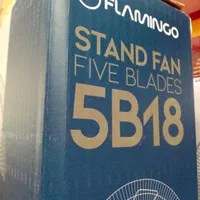 FLAMINGO
STAND FAN
FIVE BLADES
5B18